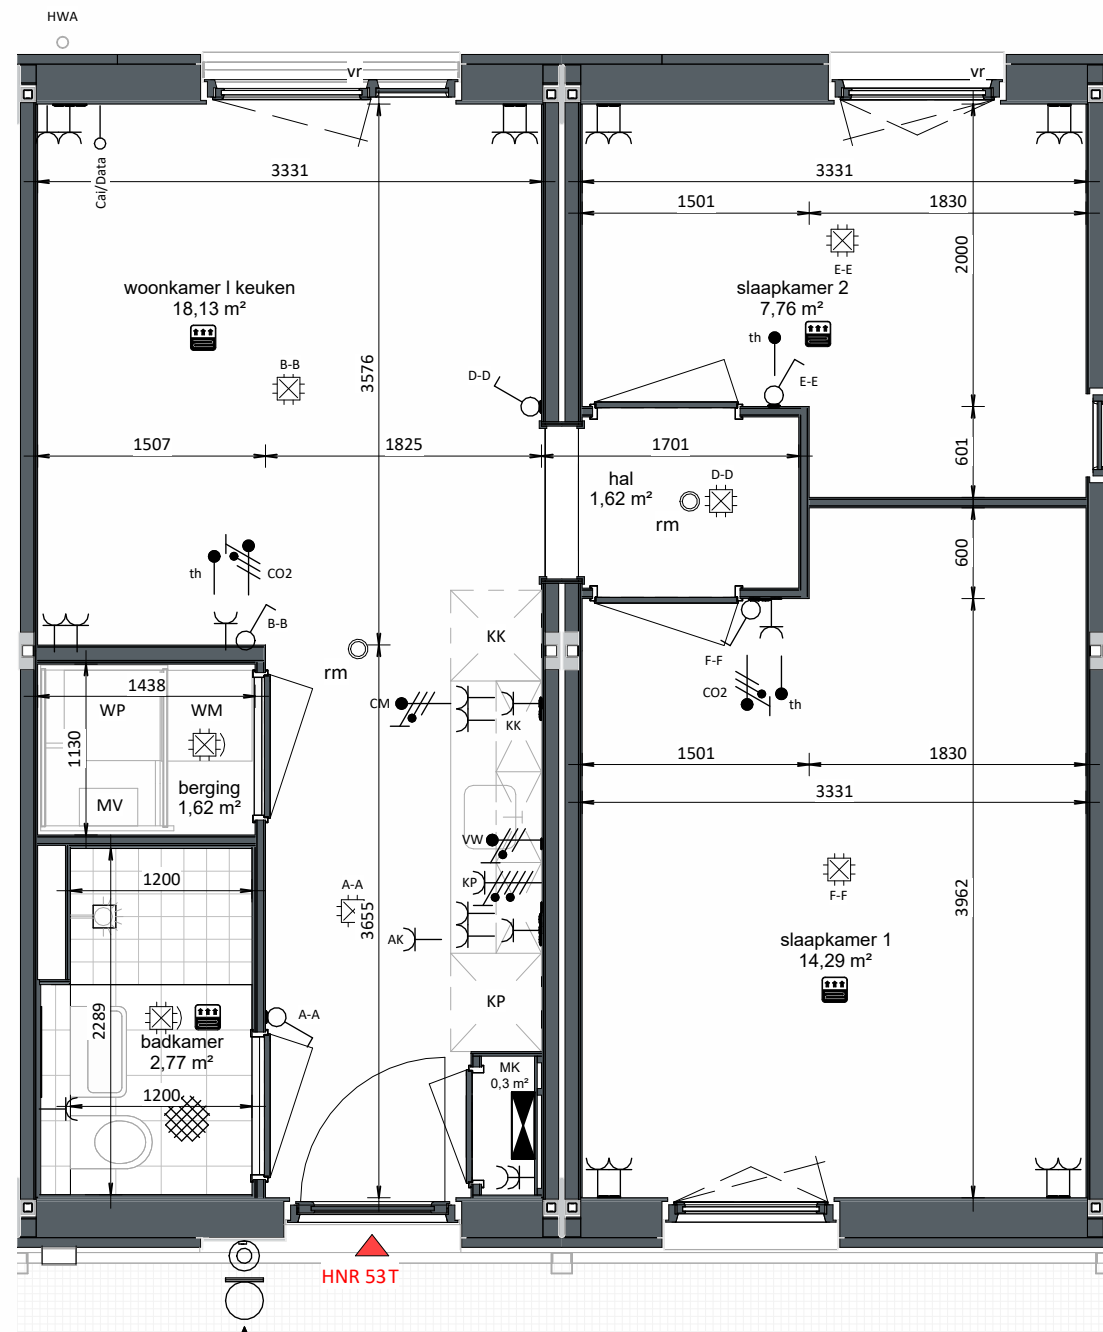 HWA
vr
vr
Cai/Data
3331
3331
1501
1830
2000
E-E
woonkamer I keuken
18,13 m²
slaapkamer 2
7,76 m²
th
E-E
B-B
3576
D-D
1507
1825
1701
601
hal
1,62 m²
D-D
rm
th
CO2
B-B
600
KK
rm
F-F
CO2
th
1438
WP
WM
CM
KK
1130
1501
1830
3331
berging
1,62 m²
MV
VW
1200
KP
A-A
3655
AK
F-F
3962
slaapkamer 1
14,29 m²
KP
2289
A-A
badkamer
2,77 m²
MK
0,3 m²
1200
HNR 53T